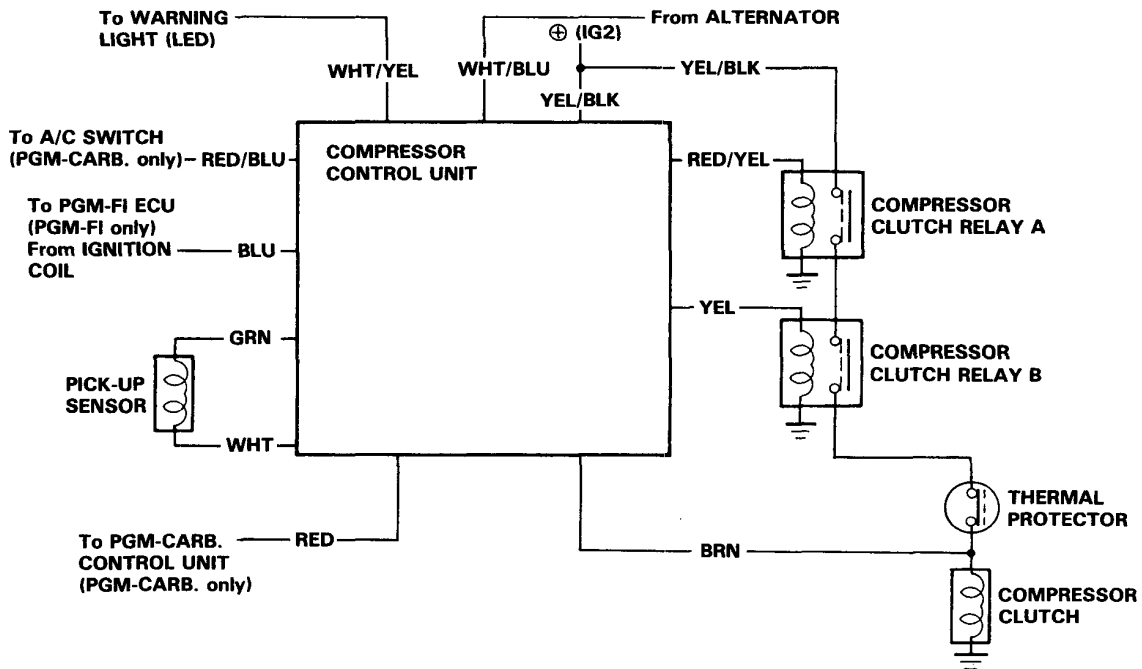 To WARNING
LIGHT (LED)
From ALTERNATOR
⊕ (IG2)
WHT/YEL
WHT/BLU
YEL/BLK
YEL/BLK
To A/C SWITCH
(PGM-CARB. only)
RED/BLU
COMPRESSOR
CONTROL UNIT
RED/YEL
COMPRESSOR
CLUTCH RELAY A
To PGM-FI ECU
(PGM-FI only)
From IGNITION
COIL
BLU
YEL
COMPRESSOR
CLUTCH RELAY B
GRN
PICK-UP
SENSOR
WHT
THERMAL
PROTECTOR
To PGM-CARB.
CONTROL UNIT
(PGM-CARB. only)
RED
BRN
COMPRESSOR
CLUTCH